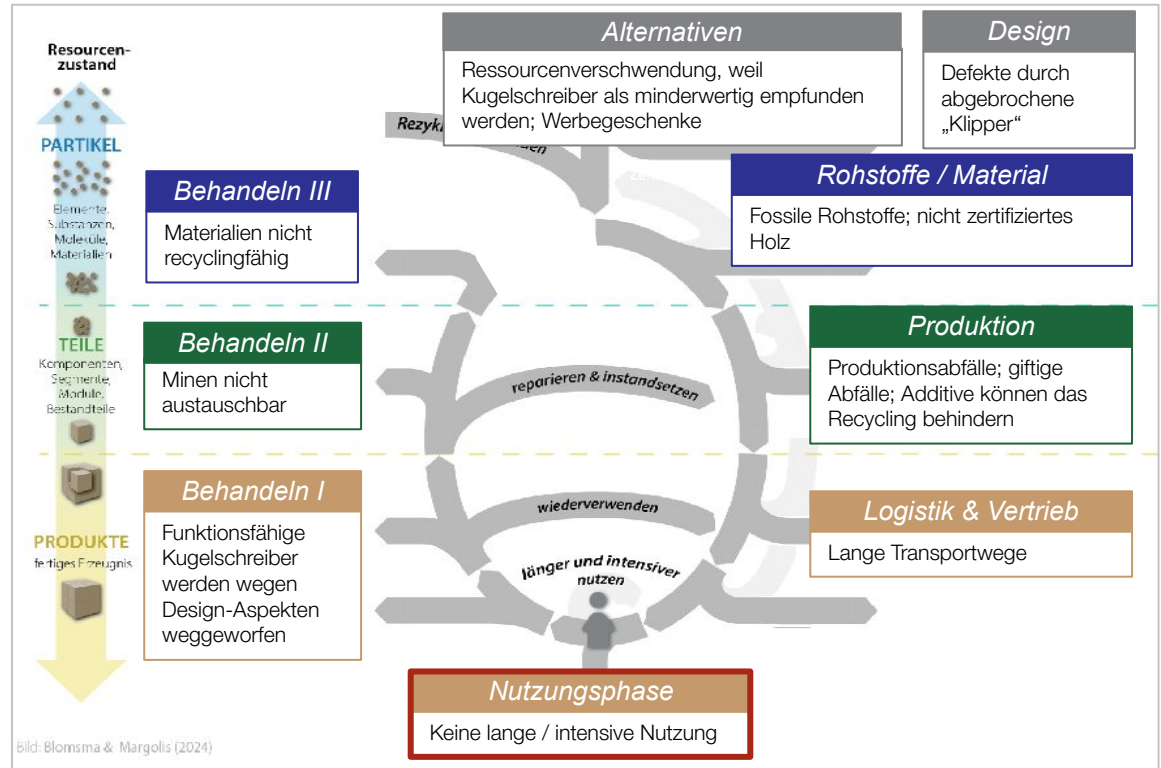 Resourcen-
zustand
PARTIKEL
Elemente,
Substanzen,
Moleküle,
Materialien
TEILE
Komponenten,
Segmente,
Module,
Bestandteile
PRODUKTE
fertiges Erzeugnis
Bild: Blomsma & Margolis (2024)
Alternativen
Ressourcenverschwendung, weil
Kugelschreiber als minderwertig empfunden
werden; Werbegeschenke
Design
Defekte durch
abgebrochene
„Klipper“
Behandeln III
Materialien nicht
recyclingfähig
Rohstoffe / Material
Fossile Rohstoffe; nicht zertifiziertes
Holz
Behandeln II
Minen nicht
austauschbar
reparieren & instandsetzen
Produktion
Produktionsabfälle; giftige
Abfälle; Additive können das
Recycling behindern
Behandeln I
Funktionsfähige
Kugelschreiber
werden wegen
Design-Aspekten
weggeworfen
wiederverwenden
länger und intensiver
nutzen
Logistik & Vertrieb
Lange Transportwege
Nutzungsphase
Keine lange / intensive Nutzung